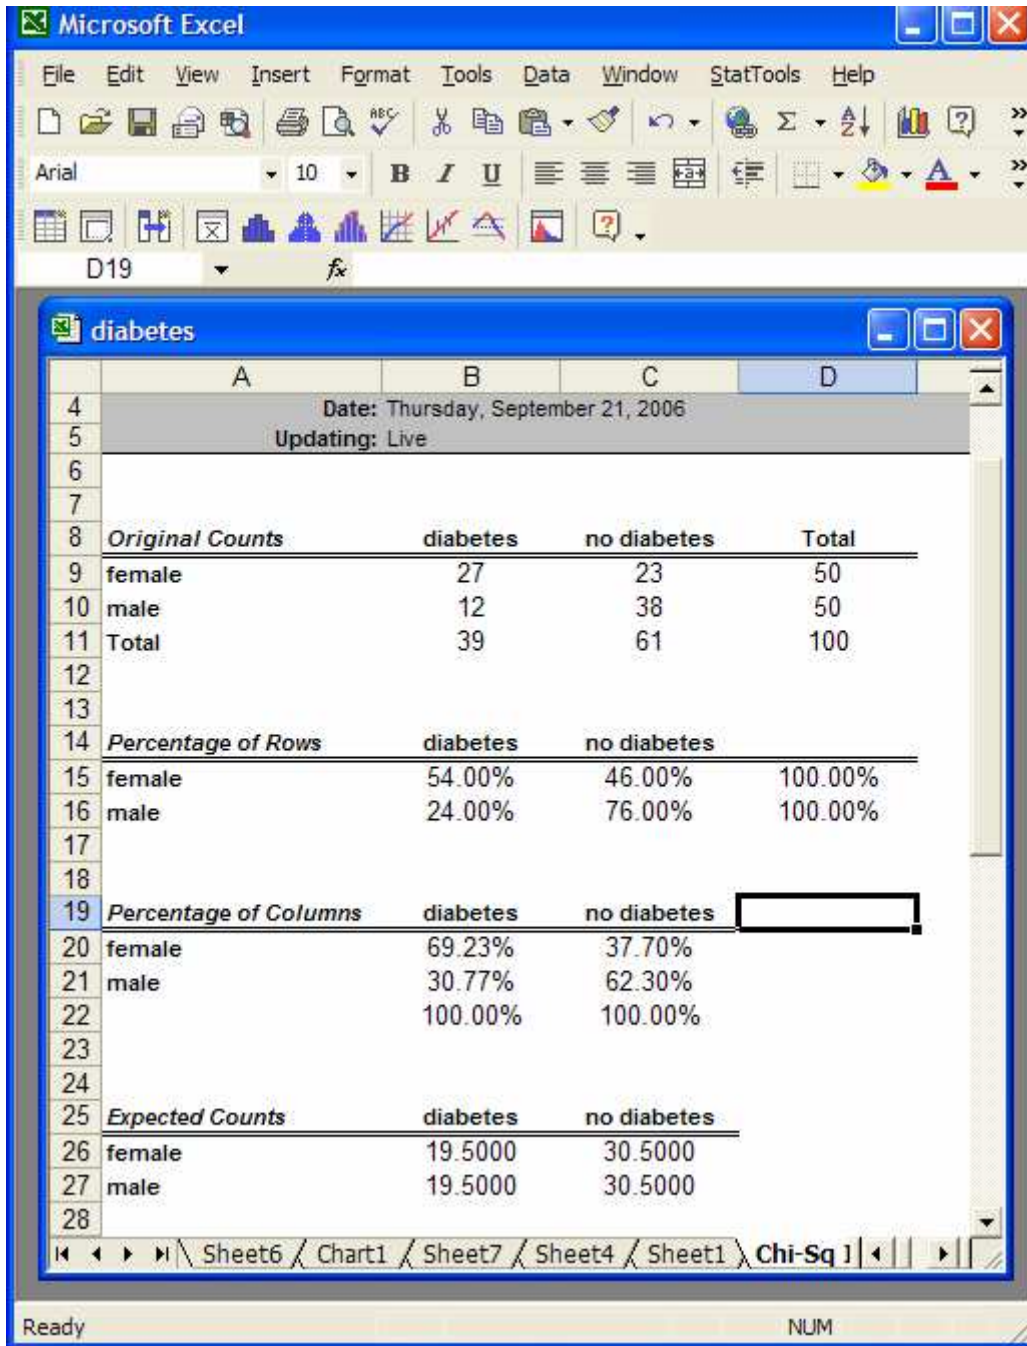 Microsoft Excel
File Edit View Insert Format Tools Data Window StatTools Help
ABC Σ A Z ?
Arial 10 B I U a A
x ?
D19 fx
diabetes
A B C D
4 Date: Thursday, September 21, 2006
5 Updating: Live
6
7
8 Original Counts diabetes no diabetes Total
9 female 27 23 50
10 male 12 38 50
11 Total 39 61 100
12
13
14 Percentage of Rows diabetes no diabetes
15 female 54.00% 46.00% 100.00%
16 male 24.00% 76.00% 100.00%
17
18
19 Percentage of Columns diabetes no diabetes
20 female 69.23% 37.70%
21 male 30.77% 62.30%
22 100.00% 100.00%
23
24
25 Expected Counts diabetes no diabetes
26 female 19.5000 30.5000
27 male 19.5000 30.5000
28
Sheet6 Chart1 Sheet7 Sheet4 Sheet1 Chi-Sq I
Ready NUM